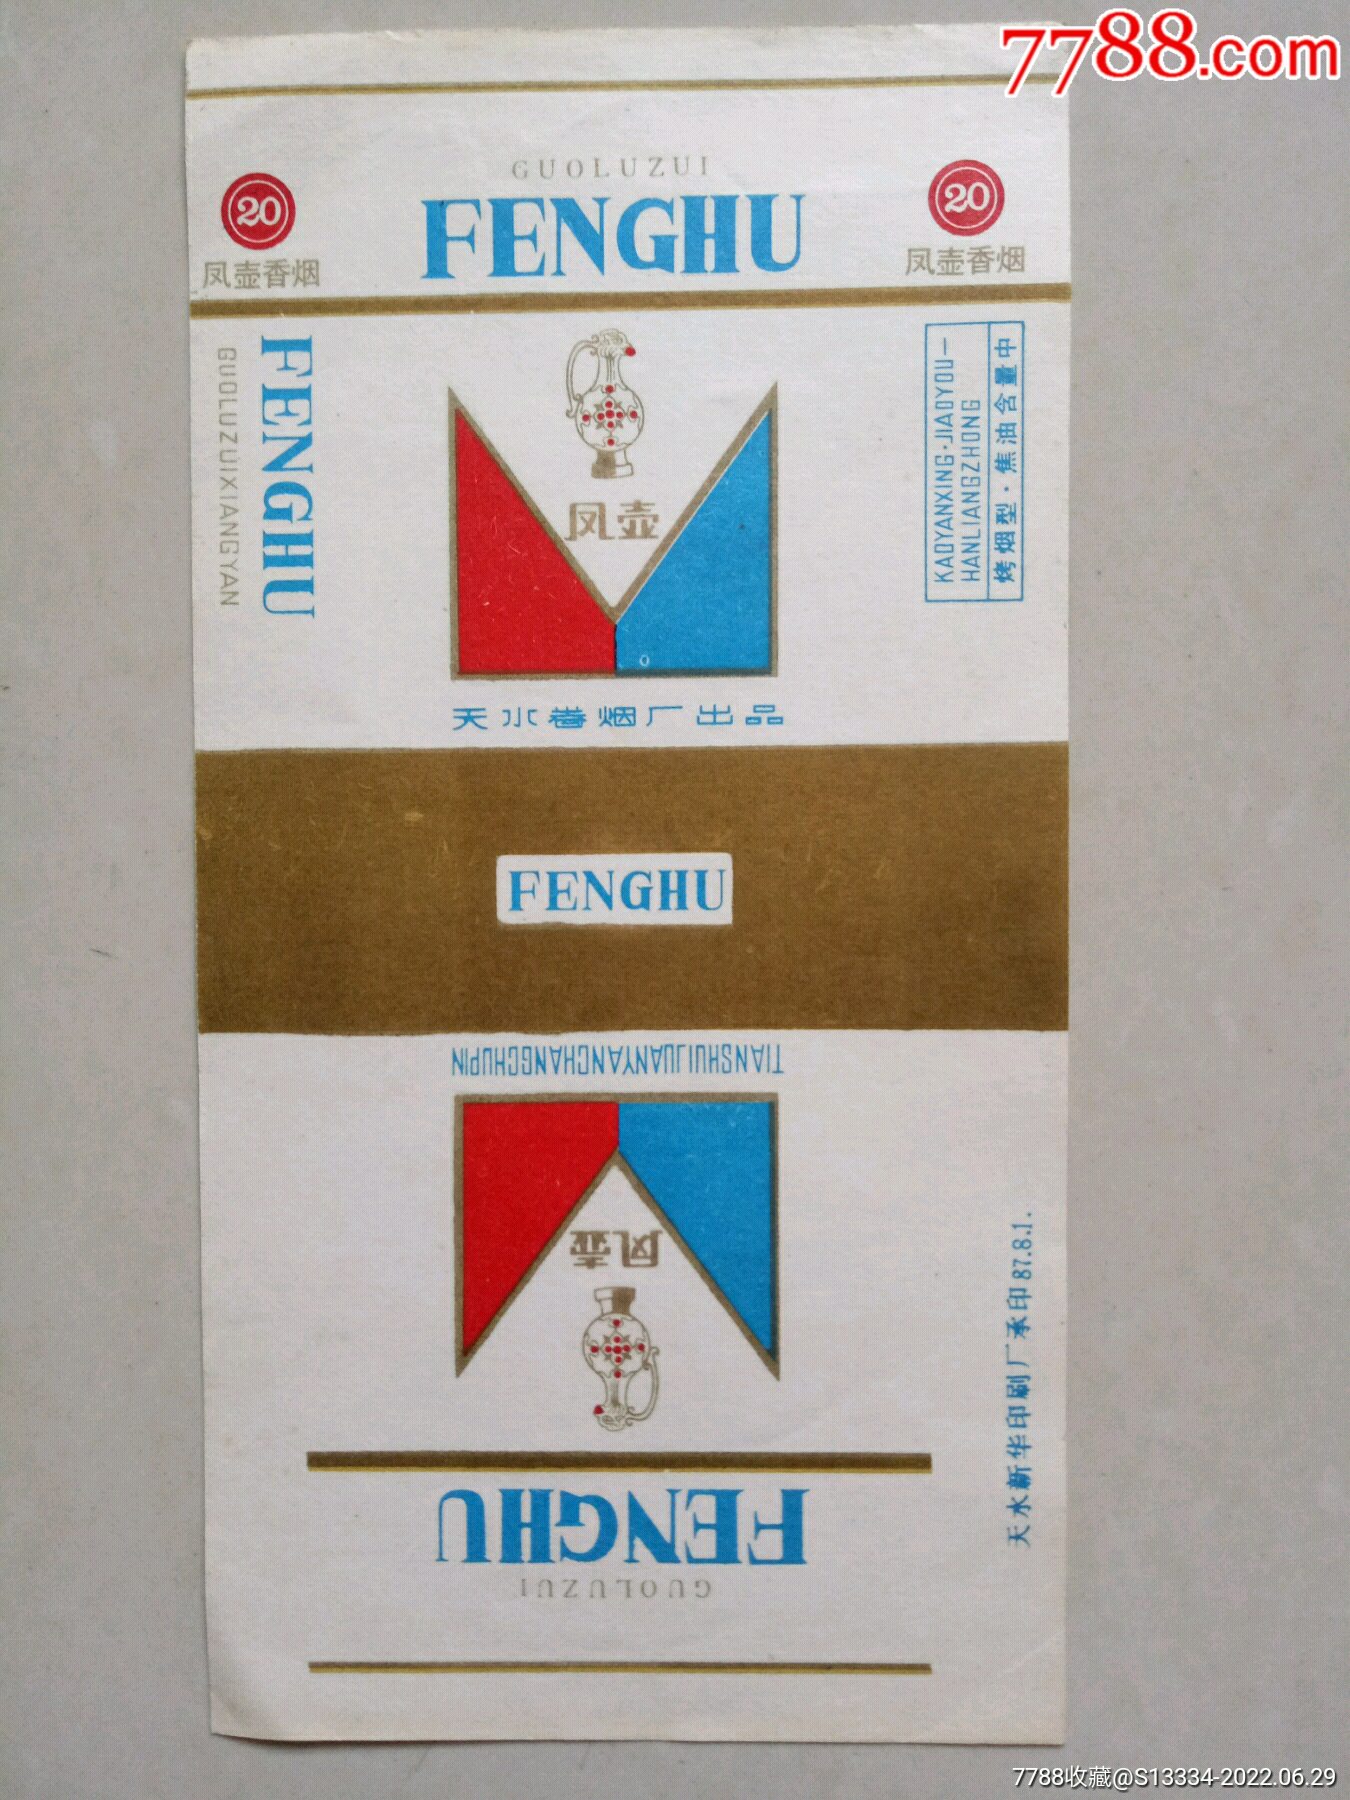 7788.com
GUOLUZUI
FENGHU
20
凤壶香烟
20
凤壶香烟
FENGHU
GUOLUZUIXIANGYAN
凤壶
KAOYANXING·JIAOYOU—
HANLIANGZHONG
烤烟型·焦油含量中
天水卷烟厂出品
FENGHU
TIANSHUIJUANYANCHANGCHUPIN
凤壶
FENGHU
GUOLUZUI
天水新华印刷厂承印87.8.1.
7788收藏@S13334-2022.06.29